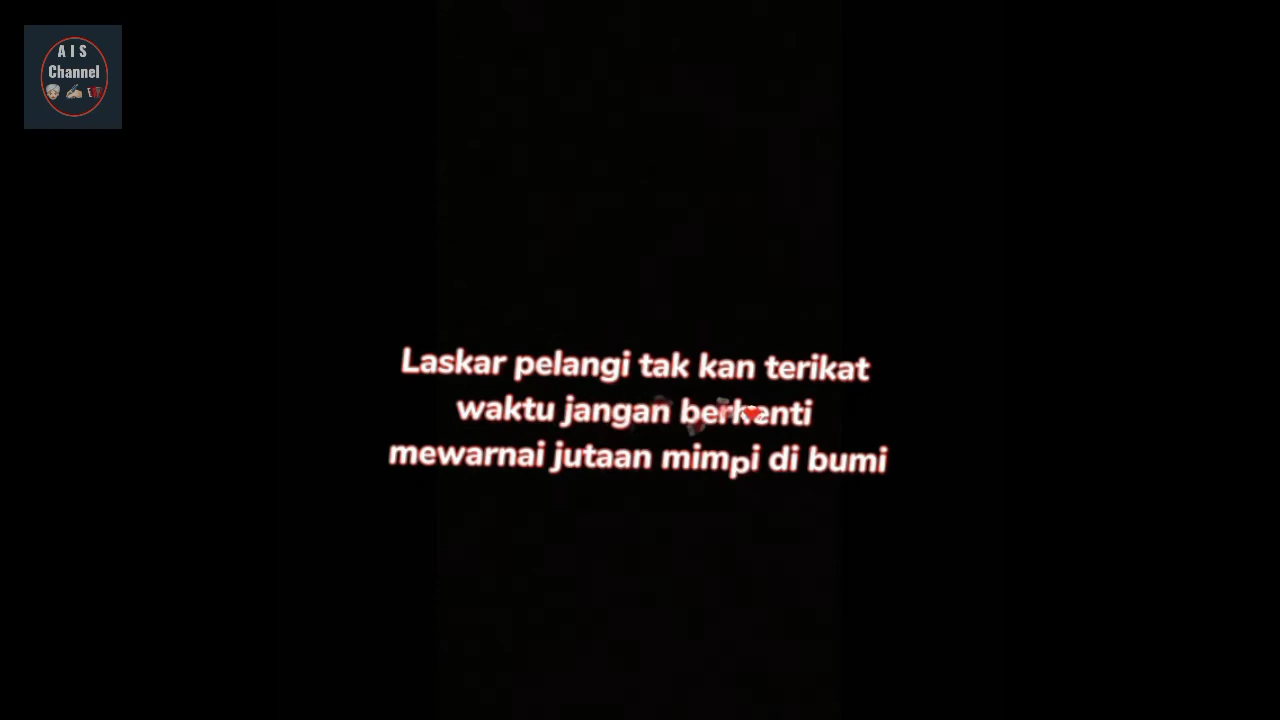 A I S
Channel
Laskar pelangi tak kan terikat
waktu jangan berhenti
mewarnai jutaan mimpi di bumi